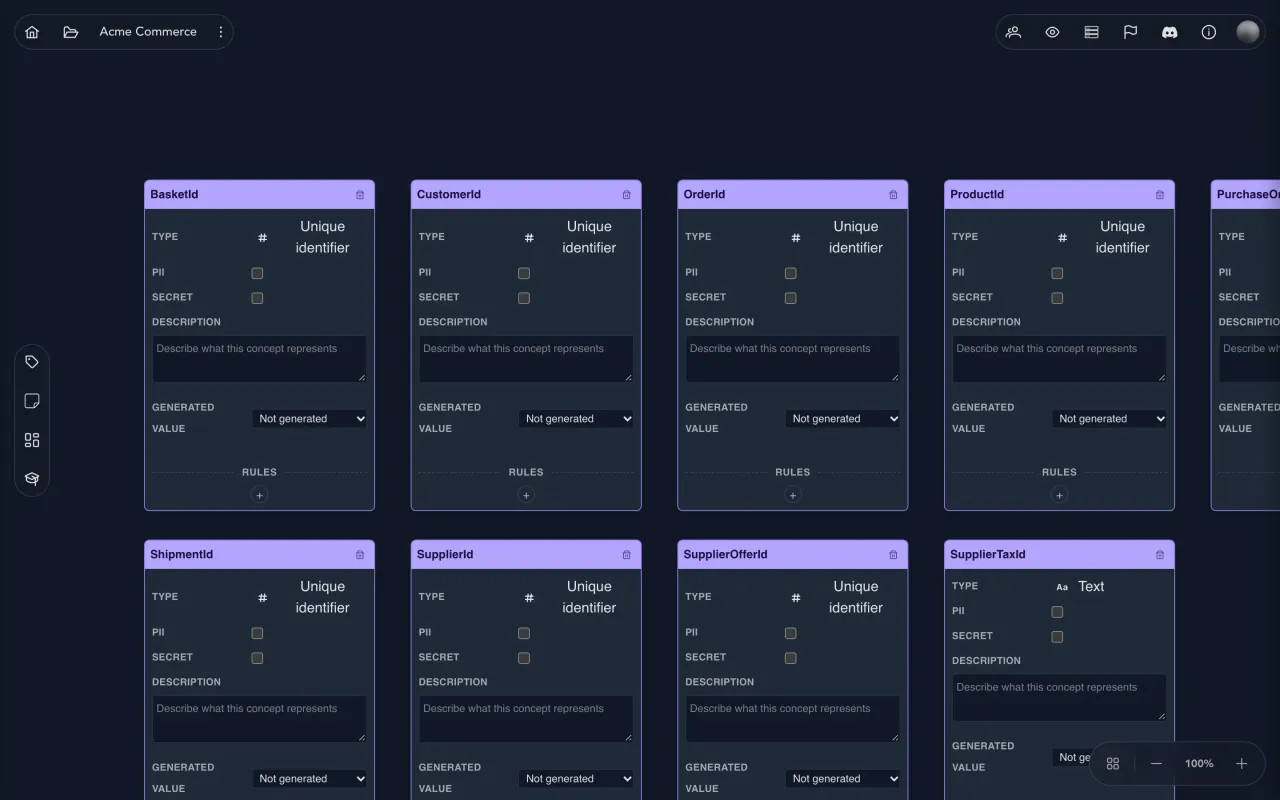 Acme Commerce
BasketId
TYPE
# Unique
identifier
PII
SECRET
DESCRIPTION
Describe what this concept represents
GENERATED
VALUE
Not generated
RULES
+
CustomerId
TYPE
# Unique
identifier
PII
SECRET
DESCRIPTION
Describe what this concept represents
GENERATED
VALUE
Not generated
RULES
+
OrderId
TYPE
# Unique
identifier
PII
SECRET
DESCRIPTION
Describe what this concept represents
GENERATED
VALUE
Not generated
RULES
+
ProductId
TYPE
# Unique
identifier
PII
SECRET
DESCRIPTION
Describe what this concept represents
GENERATED
VALUE
Not generated
RULES
+
TYPE
PII
SECRET
Describe what
GENERATED
VALUE
ShipmentId
TYPE
# Unique
identifier
PII
SECRET
DESCRIPTION
Describe what this concept represents
GENERATED
VALUE
Not generated
SupplierId
TYPE
# Unique
identifier
PII
SECRET
DESCRIPTION
Describe what this concept represents
GENERATED
VALUE
Not generated
SupplierOfferId
TYPE
# Unique
identifier
PII
SECRET
DESCRIPTION
Describe what this concept represents
GENERATED
VALUE
Not generated
SupplierTaxId
TYPE
Aa Text
PII
SECRET
DESCRIPTION
Describe what this concept represents
GENERATED
VALUE
Not
100%